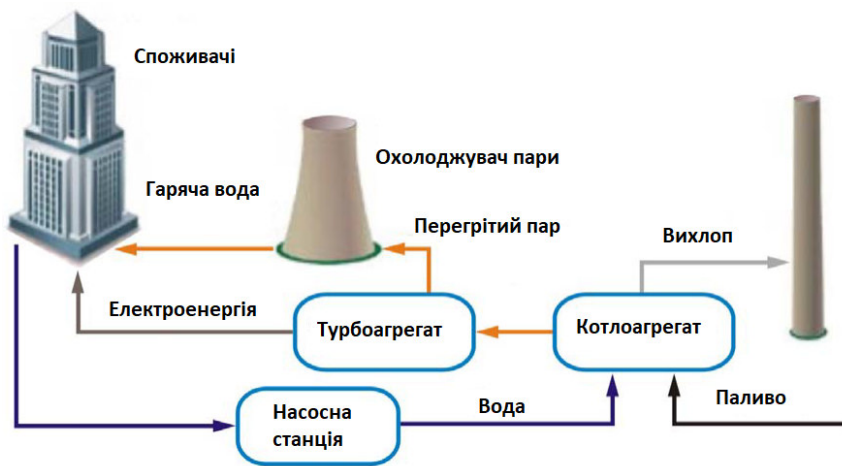 Споживачі
Охолоджувач пари
Гаряча вода
Перегрітий пар
Вихлоп
Електроенергія
Турбоагрегат
Котлоагрегат
Насосна
станція
Вода
Паливо